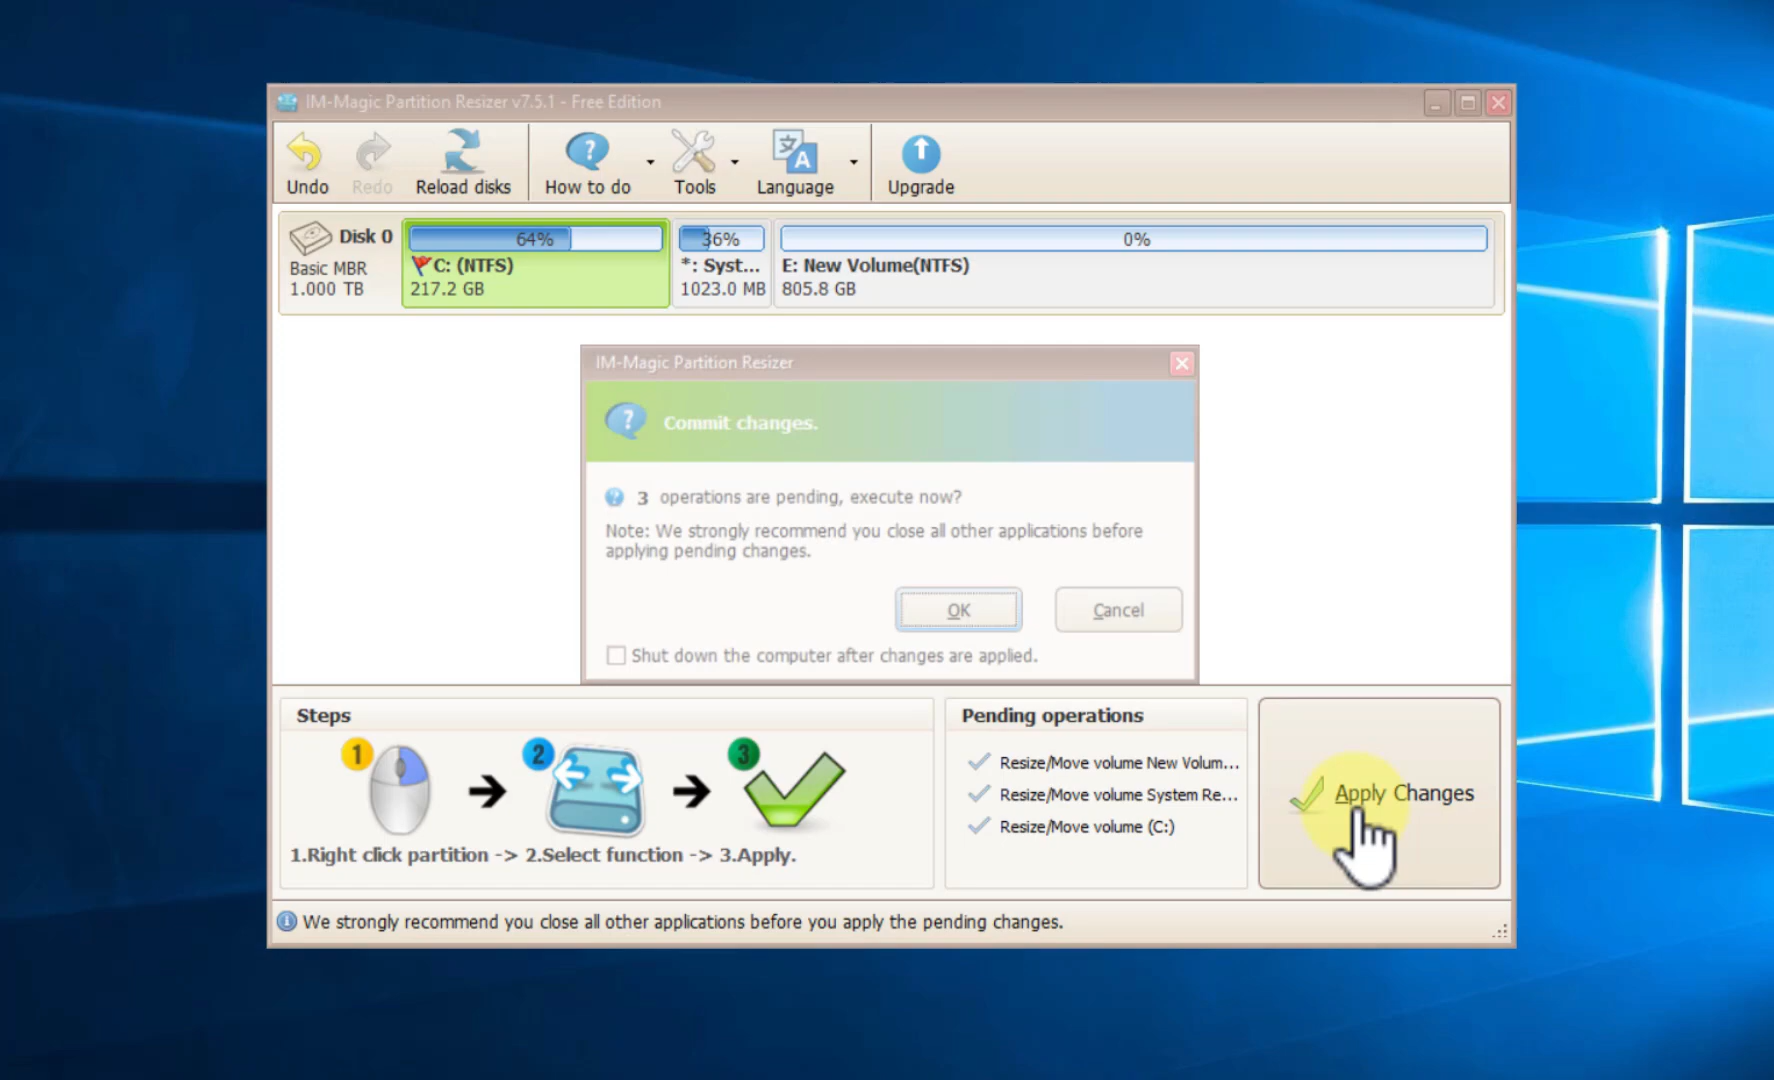 IM-Magic Partition Resizer v7.5.1 - Free Edition
Undo
Redo
Reload disks
How to do
Tools
Language
Upgrade
Disk 0
Basic MBR
1.000 TB
64%
C: (NTFS)
217.2 GB
36%
*: Syst...
1023.0 MB
0%
E: New Volume(NTFS)
805.8 GB
IM-Magic Partition Resizer
Commit changes.
3 operations are pending, execute now?
Note: We strongly recommend you close all other applications before
applying pending changes.
OK
Cancel
Shut down the computer after changes are applied.
Steps
1
2
3
1.Right click partition -> 2.Select function -> 3.Apply.
Pending operations
Resize/Move volume New Volum...
Resize/Move volume System Re...
Resize/Move volume (C:)
Apply Changes
We strongly recommend you close all other applications before you apply the pending changes.